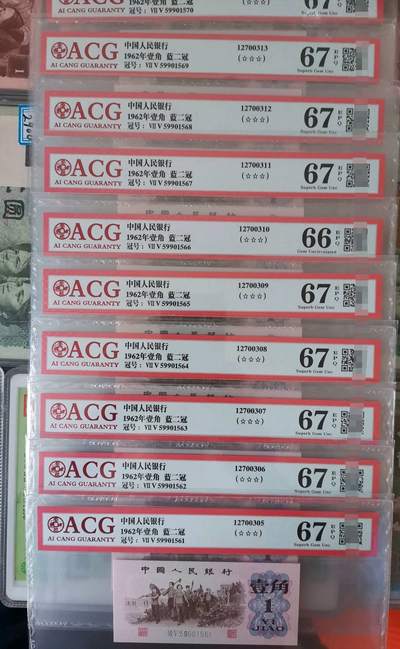 ACG
AI CANG GUARANTY
1962年壹角 蓝二冠
冠号: VII V 59901570
67 EPQ
Superb Gem Unc
ACG
AI CANG GUARANTY
中国人民银行
1962年壹角 蓝二冠
冠号: VII V 59901569
12700313
(☆☆☆)
67 EPQ
Superb Gem Unc
ACG
AI CANG GUARANTY
中国人民银行
1962年壹角 蓝二冠
冠号: VII V 59901568
12700312
(☆☆☆)
67 EPQ
Superb Gem Unc
ACG
AI CANG GUARANTY
中国人民银行
1962年壹角 蓝二冠
冠号: VII V 59901567
12700311
(☆☆☆)
67 EPQ
Superb Gem Unc
ACG
AI CANG GUARANTY
中国人民银行
1962年壹角 蓝二冠
冠号: VII V 59901566
12700310
(☆☆☆)
66 EPQ
Gem Uncirculated
ACG
AI CANG GUARANTY
中国人民银行
1962年壹角 蓝二冠
冠号: VII V 59901565
12700309
(☆☆☆)
67 EPQ
Superb Gem Unc
ACG
AI CANG GUARANTY
中国人民银行
1962年壹角 蓝二冠
冠号: VII V 59901564
12700308
(☆☆☆)
67 EPQ
Superb Gem Unc
ACG
AI CANG GUARANTY
中国人民银行
1962年壹角 蓝二冠
冠号: VII V 59901563
12700307
(☆☆☆)
67 EPQ
Superb Gem Unc
ACG
AI CANG GUARANTY
中国人民银行
1962年壹角 蓝二冠
冠号: VII V 59901562
12700306
(☆☆☆)
67 EPQ
Superb Gem Unc
ACG
AI CANG GUARANTY
中国人民银行
1962年壹角 蓝二冠
冠号: VII V 59901561
12700305
(☆☆☆)
67 EPQ
Superb Gem Unc
中国人民银行
壹角
1
YI JIAO
VII V 59901561